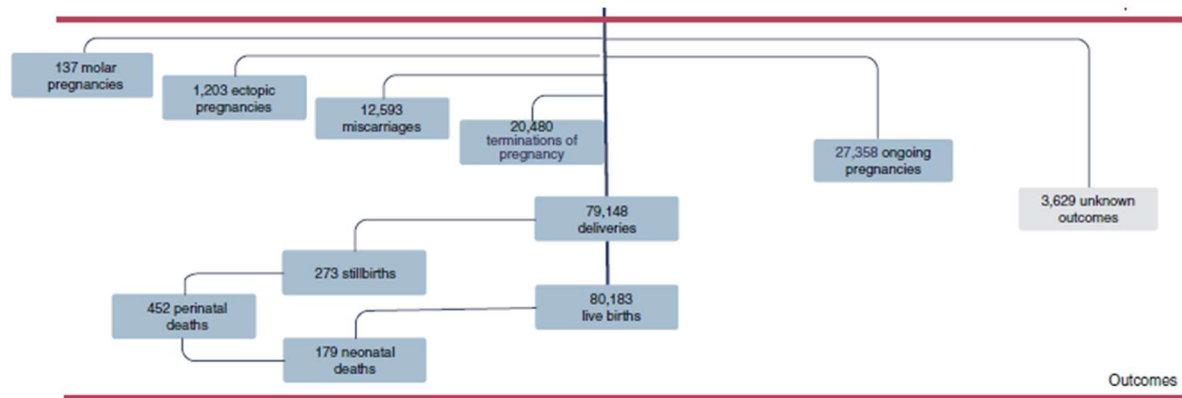 137 molar
pregnancies
1,203 ectopic
pregnancies
12,593
miscarriages
20,480
terminations of
pregnancy
27,358 ongoing
pregnancies
3,629 unknown
outcomes
79,148
deliveries
273 stillbirths
452 perinatal
deaths
80,183
live births
179 neonatal
deaths
Outcomes